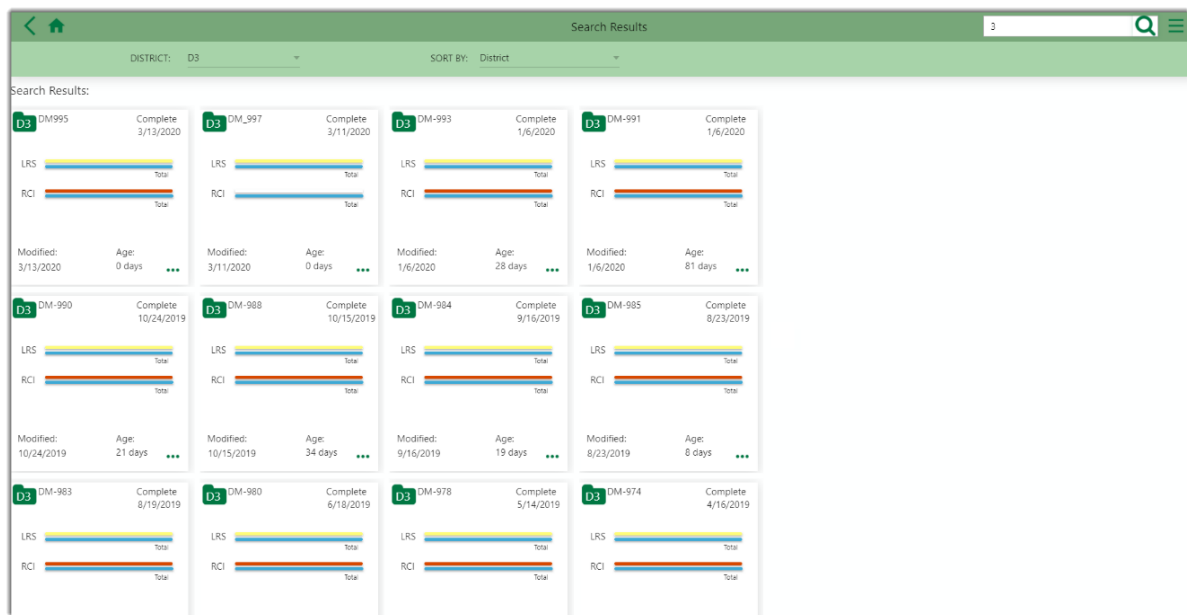 Search Results
3
DISTRICT: D3 SORT BY: District
Search Results:
D3 DM995 Complete 3/13/2020
LRS Total
RCI Total
Modified: 3/13/2020 Age: 0 days
D3 DM_997 Complete 3/11/2020
LRS Total
RCI Total
Modified: 3/11/2020 Age: 0 days
D3 DM-993 Complete 1/6/2020
LRS Total
RCI Total
Modified: 1/6/2020 Age: 28 days
D3 DM-991 Complete 1/6/2020
LRS Total
RCI Total
Modified: 1/6/2020 Age: 81 days
D3 DM-990 Complete 10/24/2019
LRS Total
RCI Total
Modified: 10/24/2019 Age: 21 days
D3 DM-988 Complete 10/15/2019
LRS Total
RCI Total
Modified: 10/15/2019 Age: 34 days
D3 DM-984 Complete 9/16/2019
LRS Total
RCI Total
Modified: 9/16/2019 Age: 19 days
D3 DM-985 Complete 8/23/2019
LRS Total
RCI Total
Modified: 8/23/2019 Age: 8 days
D3 DM-983 Complete 8/19/2019
LRS Total
RCI Total
D3 DM-980 Complete 6/18/2019
LRS Total
RCI Total
D3 DM-978 Complete 5/14/2019
LRS Total
RCI Total
D3 DM-974 Complete 4/16/2019
LRS Total
RCI Total